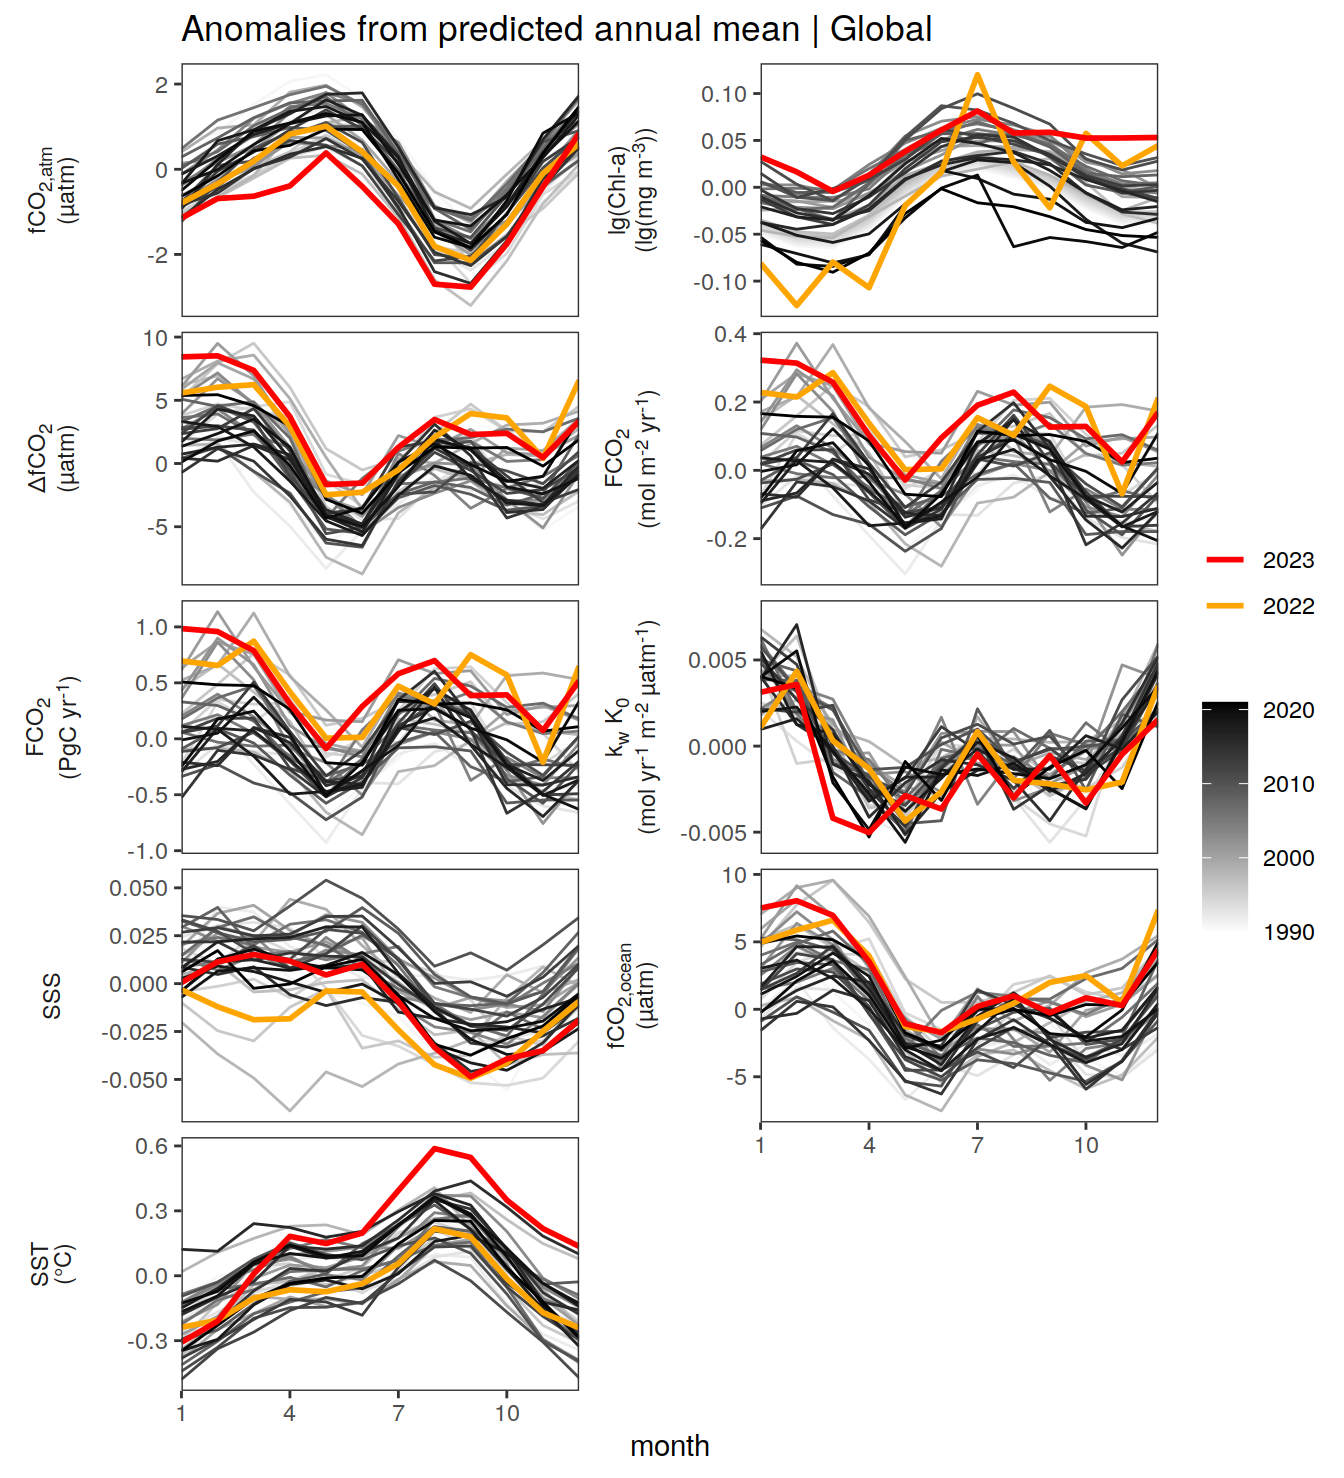 Anomalies from predicted annual mean | Global
fCO2,atm
(µatm)
2
0
-2
lg(Chl-a)
(lg(mg m-3))
0.10
0.05
0.00
-0.05
-0.10
ΔfCO2
(µatm)
10
5
0
-5
FCO2
(mol m-2 yr-1)
0.4
0.2
0.0
-0.2
FCO2
(PgC yr-1)
1.0
0.5
0.0
-0.5
-1.0
kw K0
(mol yr-1 m-2 µatm-1)
0.005
0.000
-0.005
SSS
0.050
0.025
0.000
-0.025
-0.050
fCO2,ocean
(µatm)
10
5
0
-5
1 4 7 10
SST
(°C)
0.6
0.3
0.0
-0.3
1 4 7 10
month
2023
2022
2020
2010
2000
1990